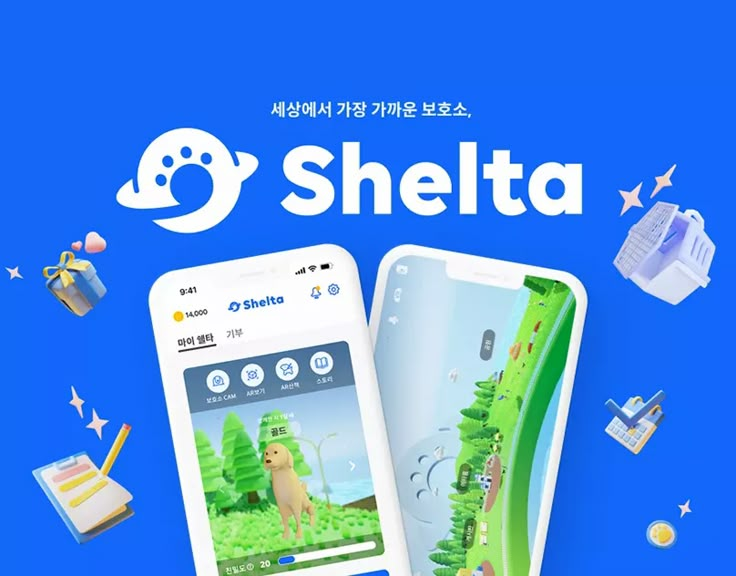 세상에서 가장 가까운 보호소,
Shelta
9:41
14,000
Shelta
마이 쉘타 기부
보호소 CAM AR보기 AR산책 스토리
골드
친밀도 20